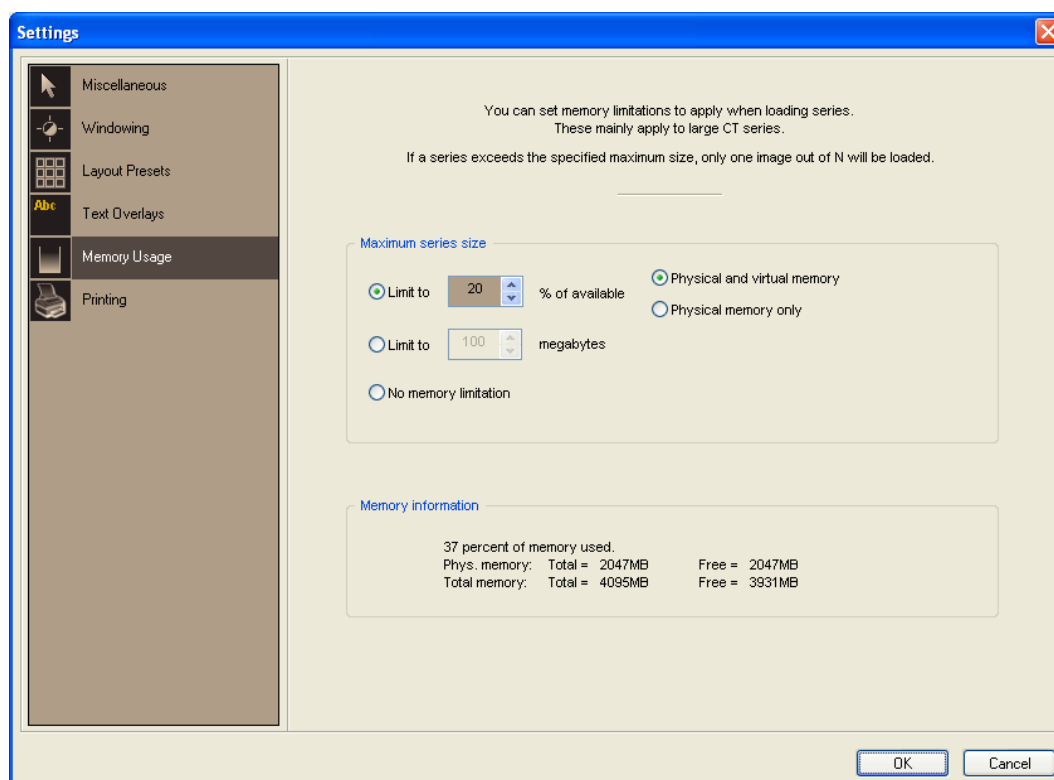 Settings
Miscellaneous
Windowing
Layout Presets
Abc
Text Overlays
Memory Usage
Printing
You can set memory limitations to apply when loading series.
These mainly apply to large CT series.
If a series exceeds the specified maximum size, only one image out of N will be loaded.
Maximum series size
Limit to 20 % of available
Physical and virtual memory
Physical memory only
Limit to 100 megabytes
No memory limitation
Memory information
37 percent of memory used.
Phys. memory: Total = 2047MB Free = 2047MB
Total memory: Total = 4095MB Free = 3931MB
OK Cancel